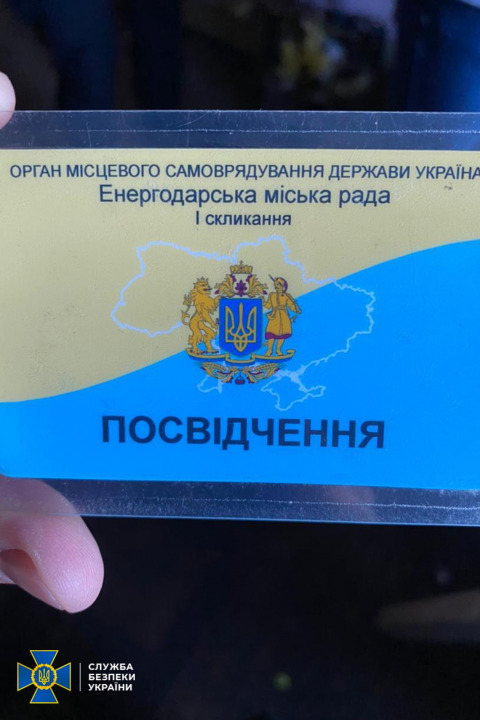 ОРГАН МІСЦЕВОГО САМОВРЯДУВАННЯ ДЕРЖАВИ УКРАЇНА
Енергодарська міська рада
І скликання
ПОСВІДЧЕННЯ
СЛУЖБА
БЕЗПЕКИ
УКРАЇНИ